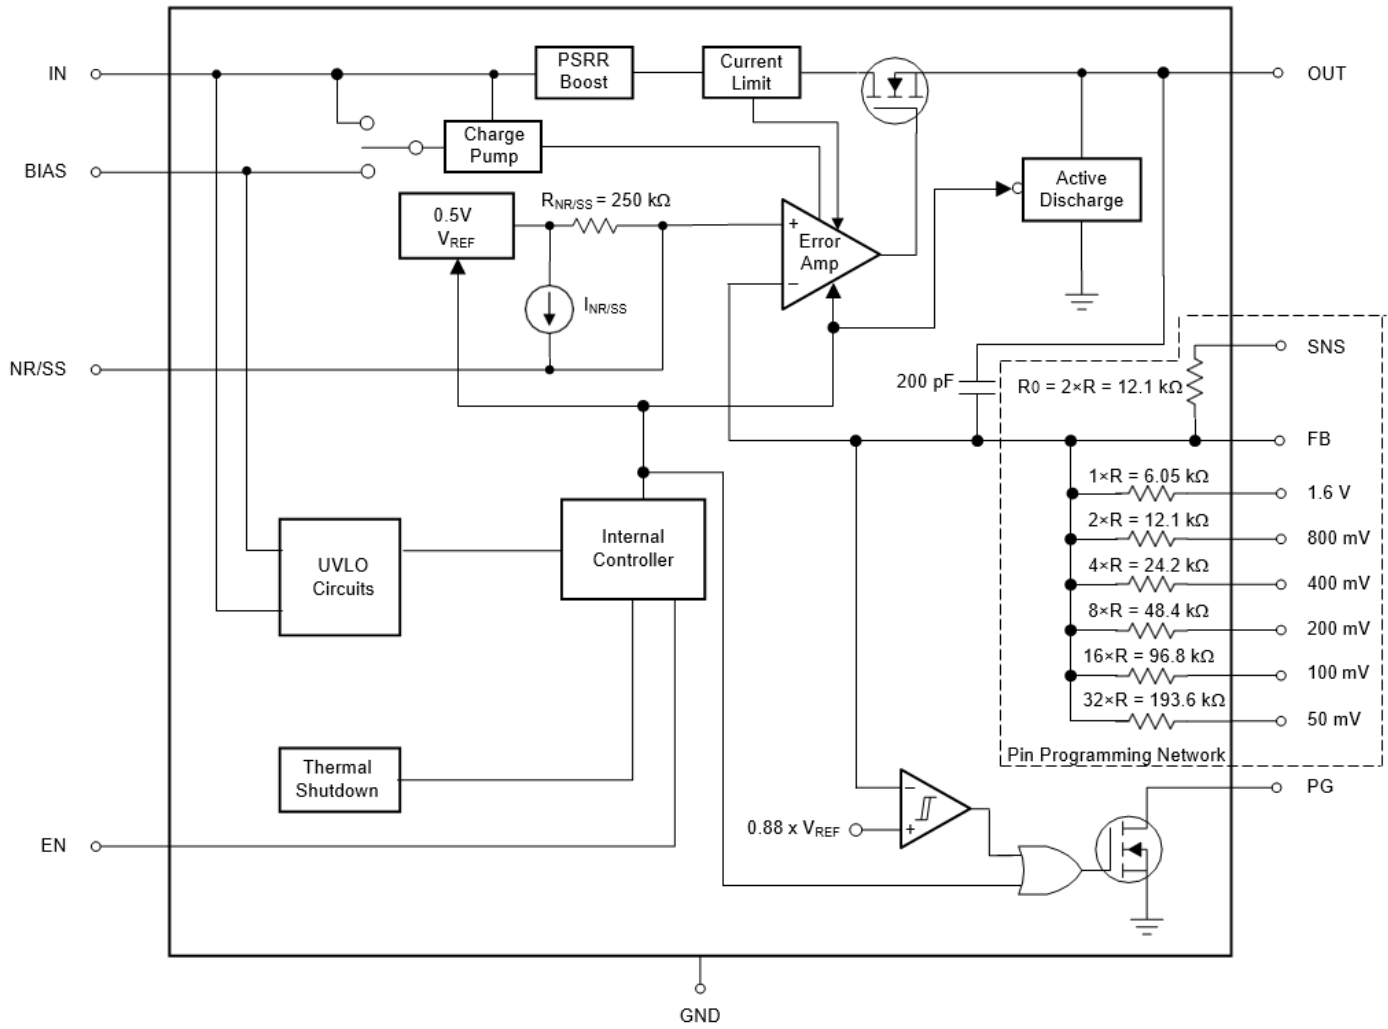 IN
PSRR
Boost
Current
Limit
OUT
Charge
Pump
BIAS
Active
Discharge
0.5V
VREF
RNR/SS = 250 kΩ
+
Error
Amp
−
INR/SS
NR/SS
SNS
200 pF
R0 = 2×R = 12.1 kΩ
FB
1×R = 6.05 kΩ
1.6 V
2×R = 12.1 kΩ
800 mV
4×R = 24.2 kΩ
400 mV
8×R = 48.4 kΩ
200 mV
16×R = 96.8 kΩ
100 mV
32×R = 193.6 kΩ
50 mV
Pin Programming Network
Internal
Controller
UVLO
Circuits
Thermal
Shutdown
PG
−
0.88 x VREF
+
EN
GND